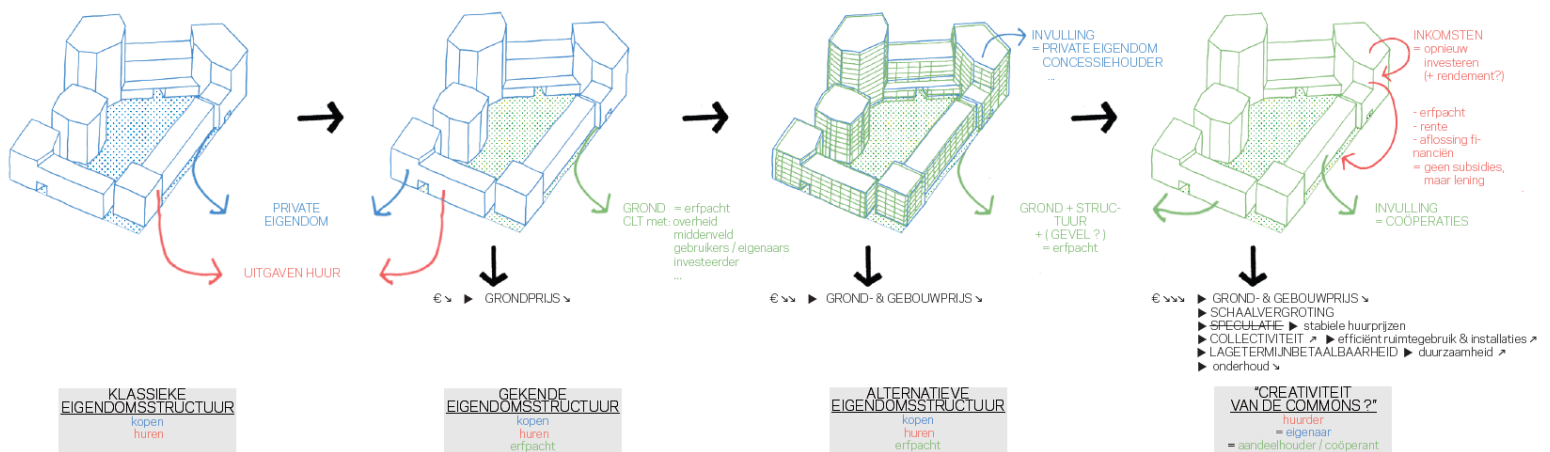 PRIVATE
EIGENDOM
UITGAVEN HUUR
KLASSIEKE
EIGENDOMSSTRUCTUUR
kopen
huren
GROND = erfpacht
CLT met: overheid
middenveld
gebruikers / eigenaars
investeerder
...
€ ↘ ▶ GRONDPRIJS ↘
GEKENDE
EIGENDOMSSTRUCTUUR
kopen
huren
erfpacht
INVULLING
= PRIVATE EIGENDOM
CONCESSIEHOUDER
...
GROND + STRUC-
TUUR
+ ( GEVEL ? )
= erfpacht
€ ↘↘ ▶ GROND- & GEBOUWPRIJS ↘
ALTERNATIEVE
EIGENDOMSSTRUCTUUR
kopen
huren
erfpacht
INKOMSTEN
= opnieuw
investeren
(+ rendement?)
- erfpacht
- rente
- aflossing fi-
nanciën
= geen subsidies,
maar lening
INVULLING
= COÖPERATIES
€ ↘↘↘ ▶ GROND- & GEBOUWPRIJS ↘
▶ SCHAALVERGROTING
▶ SPECULATIE ▶ stabiele huurprijzen
▶ COLLECTIVITEIT ↗ ▶ efficiënt ruimtegebruik & installaties ↗
▶ LAGETERMIJNBETAALBAARHEID ▶ duurzaamheid ↗
▶ onderhoud ↘
"CREATIVITEIT
VAN DE COMMONS ?"
huurder
= eigenaar
= aandeelhouder / coöperant